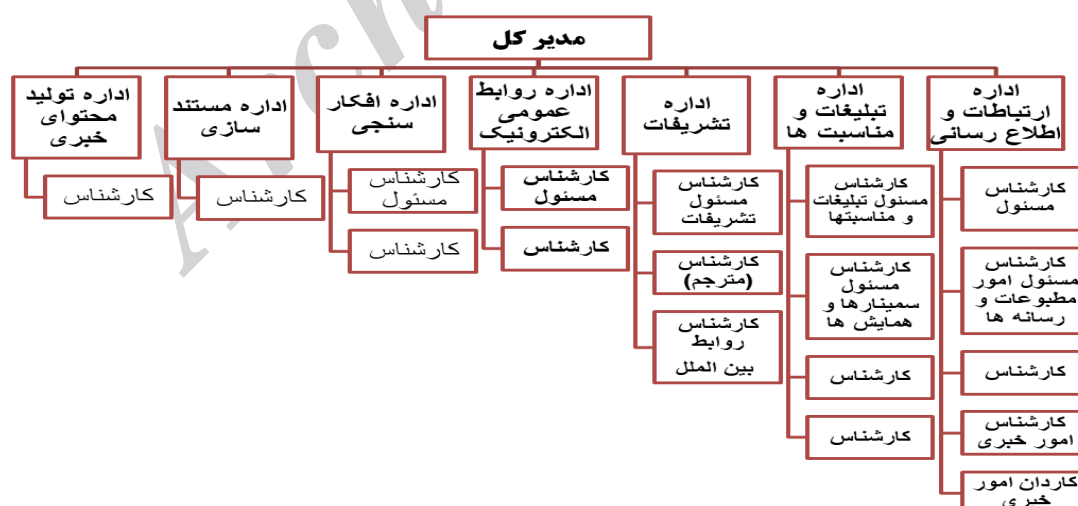 مدیر کل
اداره
ارتباطات و
اطلاع رسانی
کارشناس
مسئول
کارشناس
مسئول امور
مطبوعات و
رسانه ها
کارشناس
کارشناس
امور خبری
کاردان امور
خبری
اداره
تبلیغات و
مناسبت ها
کارشناس
مسئول تبلیغات
و مناسبتها
کارشناس
مسئول
سمینارها و
همایش ها
کارشناس
کارشناس
اداره
تشریفات
کارشناس
مسئول
تشریفات
کارشناس
(مترجم)
کارشناس
روابط
بین الملل
اداره روابط
عمومی
الکترونیک
کارشناس
مسئول
کارشناس
اداره افکار
سنجی
کارشناس
مسئول
کارشناس
اداره مستند
سازی
کارشناس
اداره تولید
محتوای
خبری
کارشناس